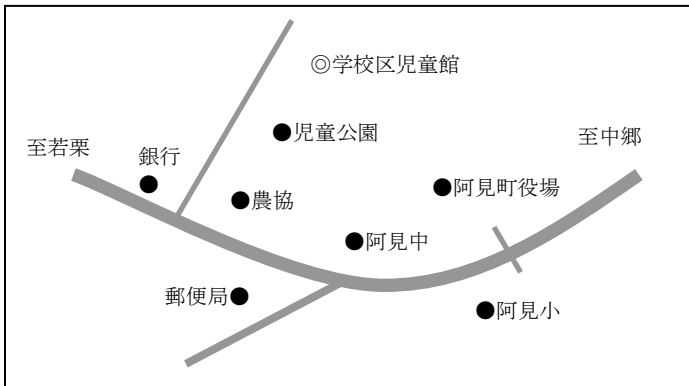 ◎学校区児童館
●児童公園
至若栗
銀行
至中郷
●農協
●阿見町役場
●阿見中
郵便局●
●阿見小